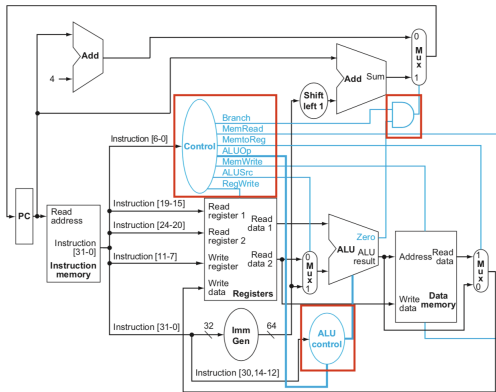 Add
4
0
M
u
x
1
Add Sum
Shift
left 1
Branch
MemRead
MemtoReg
ALUOp
MemWrite
ALUSrc
RegWrite
Control
Instruction [6-0]
PC
Read
address
Instruction
[31-0]
Instruction
memory
Instruction [19-15]
Instruction [24-20]
Instruction [11-7]
Instruction [31-0]
Read
register 1
Read
register 2
Write
register
Write
data
Read
data 1
Read
data 2
Registers
0
M
u
x
1
Zero
ALU
ALU
result
Address
Read
data
Write
data
Data
memory
1
M
u
x
0
32
Imm
Gen
64
ALU
control
Instruction [30,14-12]